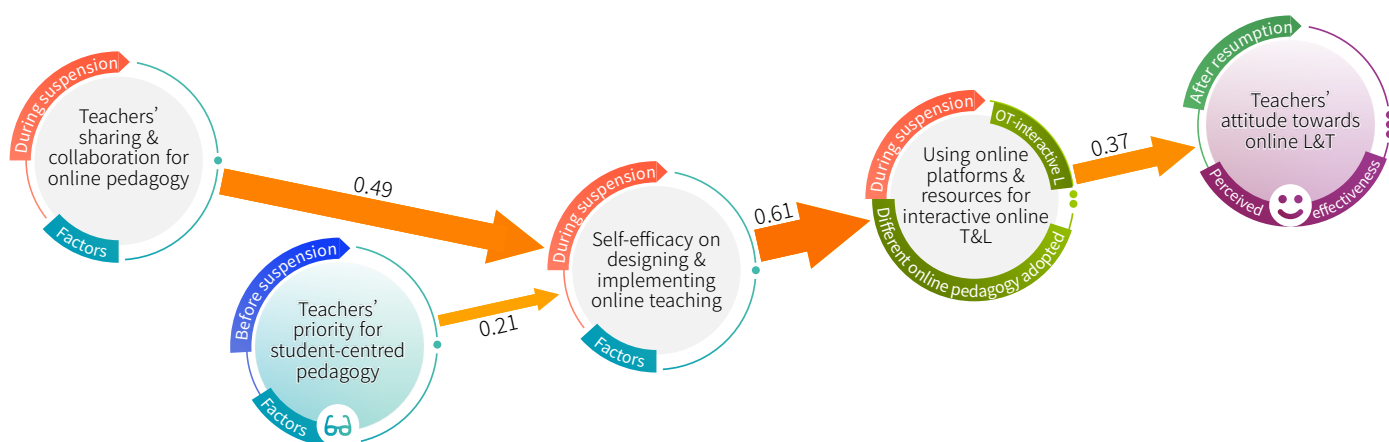 During suspension
Teachers'
sharing &
collaboration for
online pedagogy
Factors
0.49
Before suspension
Teachers'
priority for
student-centred
pedagogy
Factors
0.21
During suspension
Self-efficacy on
designing &
implementing
online teaching
Factors
0.61
During suspension
OT-interactive L
Using online
platforms &
resources for
interactive online
T&L
Different online pedagogy adopted
0.37
After resumption
Teachers'
attitude towards
online L&T
Perceived effectiveness